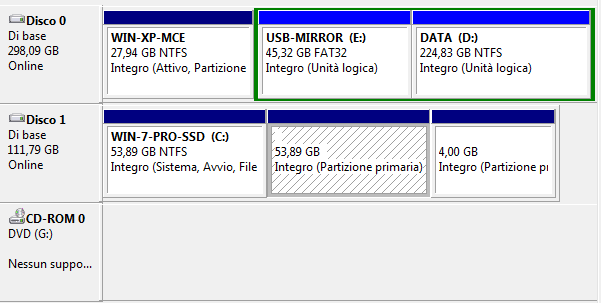 Disco 0
Di base
298,09 GB
Online
WIN-XP-MCE
27,94 GB NTFS
Integro (Attivo, Partizione
USB-MIRROR (E:)
45,32 GB FAT32
Integro (Unità logica)
DATA (D:)
224,83 GB NTFS
Integro (Unità logica)
Disco 1
Di base
111,79 GB
Online
WIN-7-PRO-SSD (C:)
53,89 GB NTFS
Integro (Sistema, Avvio, File
53,89 GB
Integro (Partizione primaria)
4,00 GB
Integro (Partizione pr
CD-ROM 0
DVD (G:)
Nessun suppo...